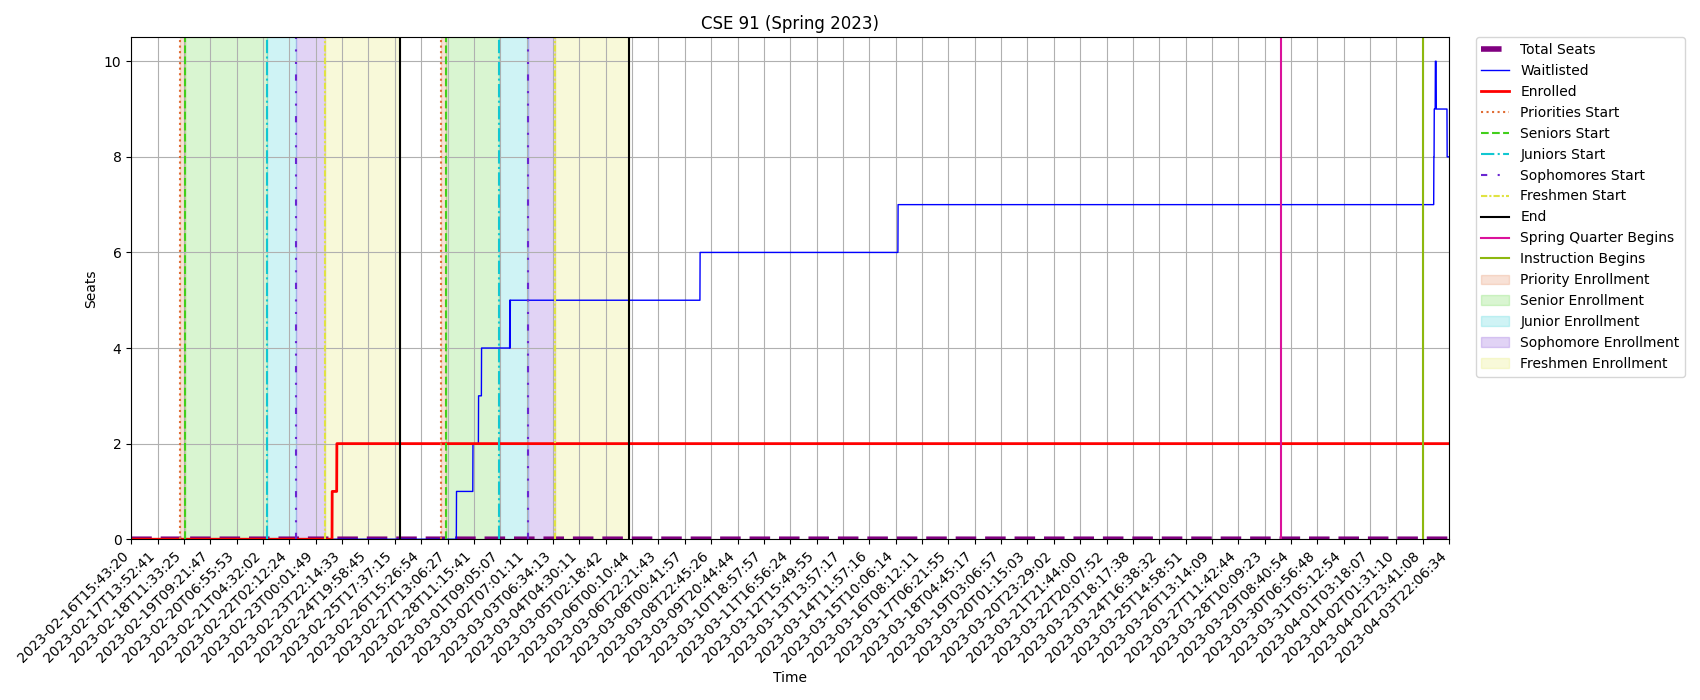 CSE 91 (Spring 2023)
Seats
10
8
6
4
2
0
2023-02-16T15:43:20
2023-02-17T13:52:41
2023-02-18T11:33:25
2023-02-19T09:21:47
2023-02-20T06:55:53
2023-02-21T04:32:02
2023-02-22T02:12:24
2023-02-23T00:01:49
2023-02-23T22:14:33
2023-02-24T19:58:45
2023-02-25T17:37:15
2023-02-26T15:26:54
2023-02-27T13:06:27
2023-02-28T11:15:41
2023-03-01T09:05:07
2023-03-02T07:01:11
2023-03-03T06:34:13
2023-03-04T04:30:11
2023-03-05T02:18:42
2023-03-06T00:10:44
2023-03-06T22:21:43
2023-03-08T00:41:57
2023-03-08T22:45:26
2023-03-09T20:44:44
2023-03-10T18:57:57
2023-03-11T16:56:24
2023-03-12T15:49:55
2023-03-13T13:57:17
2023-03-14T11:57:16
2023-03-15T10:06:14
2023-03-16T08:12:11
2023-03-17T06:21:55
2023-03-18T04:45:17
2023-03-19T03:06:57
2023-03-20T01:15:03
2023-03-20T23:29:02
2023-03-21T21:44:00
2023-03-22T20:07:52
2023-03-23T18:17:38
2023-03-24T16:38:32
2023-03-25T14:58:51
2023-03-26T13:14:09
2023-03-27T11:42:44
2023-03-28T10:09:23
2023-03-29T08:40:54
2023-03-30T06:56:48
2023-03-31T05:12:54
2023-04-01T03:18:07
2023-04-02T01:31:10
2023-04-02T23:41:08
2023-04-03T22:06:34
Time
Total Seats
Waitlisted
Enrolled
Priorities Start
Seniors Start
Juniors Start
Sophomores Start
Freshmen Start
End
Spring Quarter Begins
Instruction Begins
Priority Enrollment
Senior Enrollment
Junior Enrollment
Sophomore Enrollment
Freshmen Enrollment